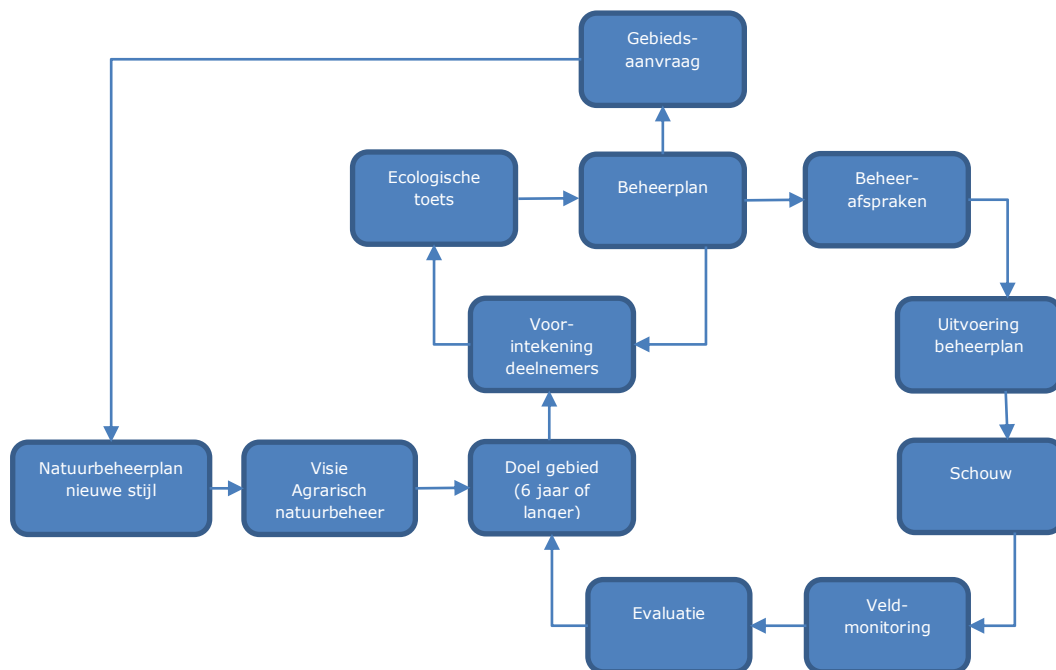 Gebieds-
aanvraag
Ecologische
toets
Beheerplan
Beheer-
afspraken
Voor-
intekening
deelnemers
Uitvoering
beheerplan
Natuurbeheerplan
nieuwe stijl
Visie
Agrarisch
natuurbeheer
Doel gebied
(6 jaar of
langer)
Schouw
Evaluatie
Veld-
monitoring